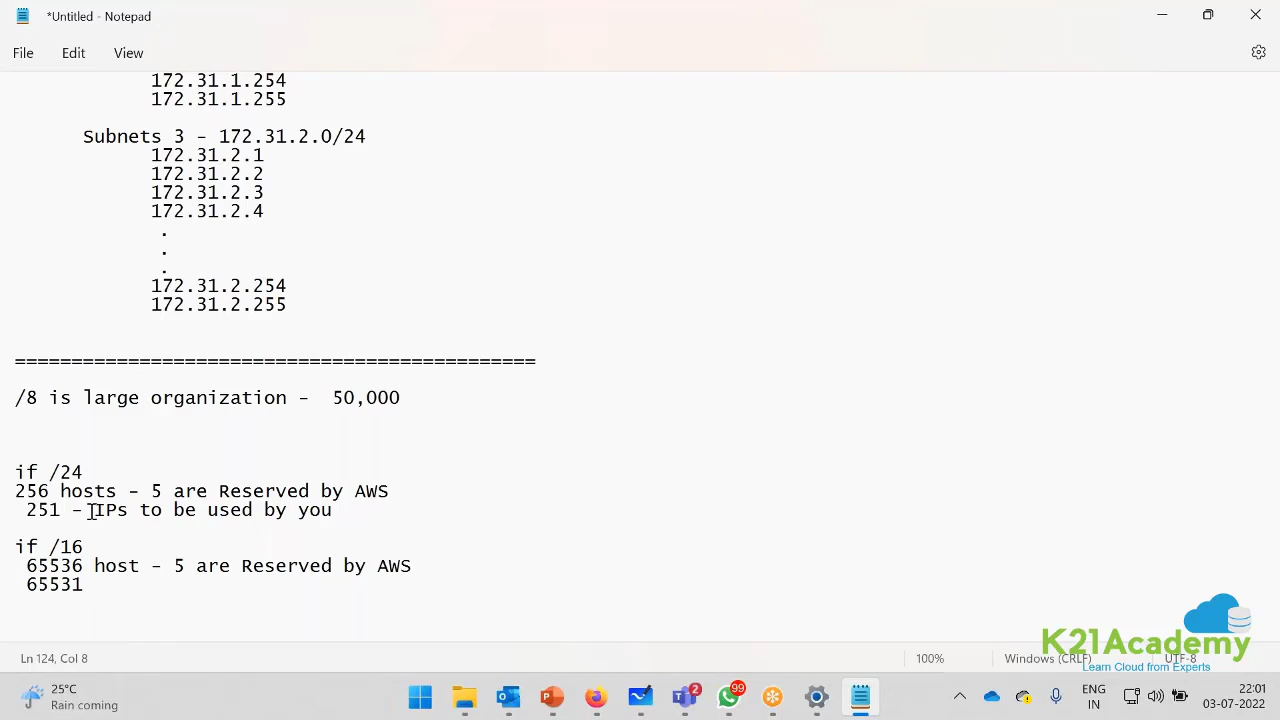 *Untitled - Notepad
File Edit View
172.31.1.254
172.31.1.255
Subnets 3 - 172.31.2.0/24
172.31.2.1
172.31.2.2
172.31.2.3
172.31.2.4
.
.
.
172.31.2.254
172.31.2.255
==============================================
/8 is large organization -  50,000
if /24
256 hosts - 5 are Reserved by AWS
251 - IPs to be used by you
if /16
65536 host - 5 are Reserved by AWS
65531
K21Academy
Learn Cloud from Experts
Ln 124, Col 8 100% Windows (CRLF) UTF-8
25°C
Rain coming
2
99
ENG
IN
22:01
03-07-2022